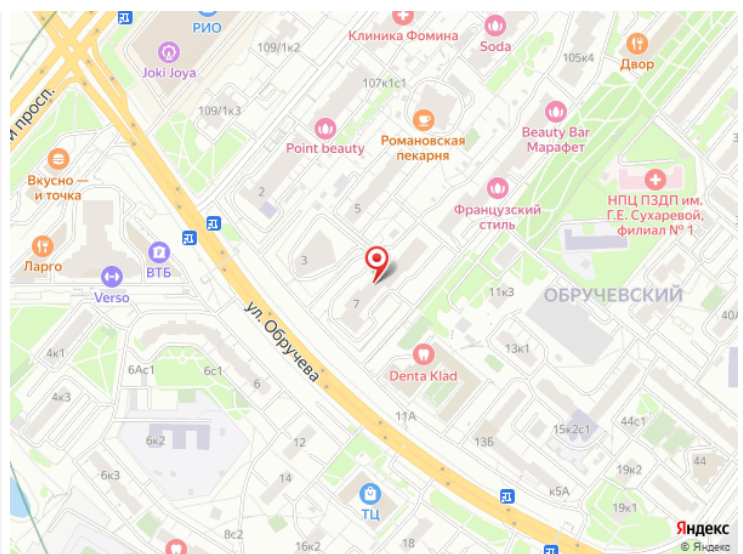 РИО
109/1к2
Клиника Фомина
Soda
105к4
Двор
Joki Joya
107к1с1
109/1к3
й просп.
Point beauty
Романовская
пекарня
Beauty Bar
Марафет
Вкусно —
и точка
2
5
Французский
стиль
НПЦ ПЗДП им.
Г.Е. Сухаревой,
филиал № 1
Ларго
ВТБ
3
Verso
7
11к3
ОБРУЧЕВСКИЙ
40А
ул. Обручева
4к1
6Ас1
6с1
6
13к1
Denta Klad
4к3
11А
6к2
12
13Б
15к2с1
44с1
6к3
14
19к2
44
ТЦ
к5А
19к1
8с2
16к2
18
Яндекс
© Яндекс